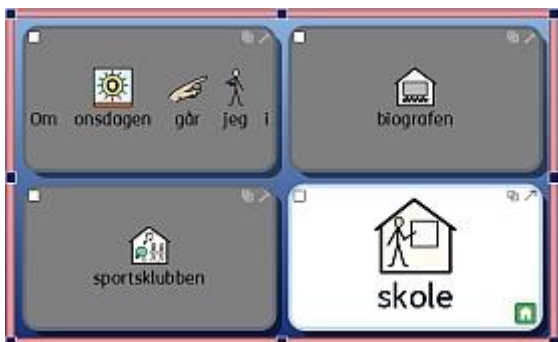 Om onsdagen går jeg i
biografen
sportsklubben
skole